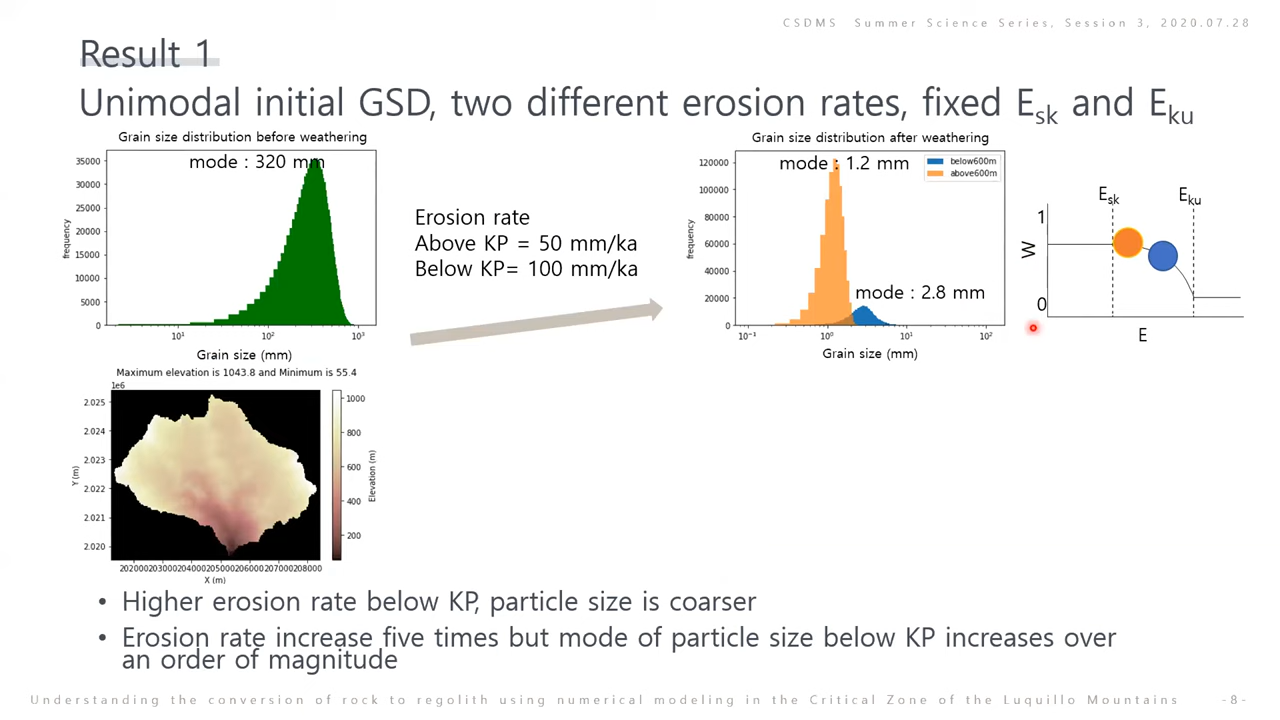 CSDMS Summer Science Series, Session 3, 2020.07.28
Result 1
Unimodal initial GSD, two different erosion rates, fixed Esk and Eku
Grain size distribution before weathering
mode : 320 mm
35000
30000
25000
20000
15000
10000
5000
0
frequency
10¹ 10² 10³
Grain size (mm)
Erosion rate
Above KP = 50 mm/ka
Below KP= 100 mm/ka
Grain size distribution after weathering
mode : 1.2 mm
below600m
above600m
mode : 2.8 mm
120000
100000
80000
60000
40000
20000
0
frequency
10⁻¹ 10⁰ 10¹ 10²
Grain size (mm)
Esk Eku
1
W
0
E
Maximum elevation is 1043.8 and Minimum is 55.4
1e6
2.025
2.024
2.023
2.022
2.021
2.020
Y (m)
202000203000204000205000206000207000208000
X (m)
1000
800
600
400
200
Elevation (m)
• Higher erosion rate below KP, particle size is coarser
• Erosion rate increase five times but mode of particle size below KP increases over
an order of magnitude
Understanding the conversion of rock to regolith using numerical modeling in the Critical Zone of the Luquillo Mountains
-8-